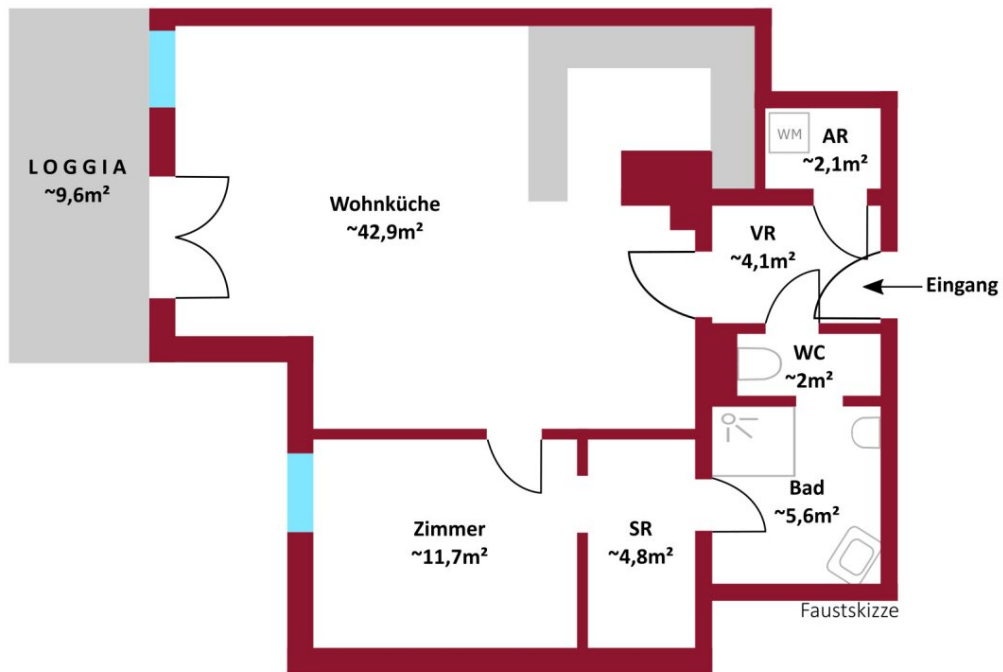 LOGGIA
~9,6m²
Wohnküche
~42,9m²
WM
AR
~2,1m²
VR
~4,1m²
Eingang
WC
~2m²
Bad
~5,6m²
Zimmer
~11,7m²
SR
~4,8m²
Faustskizze